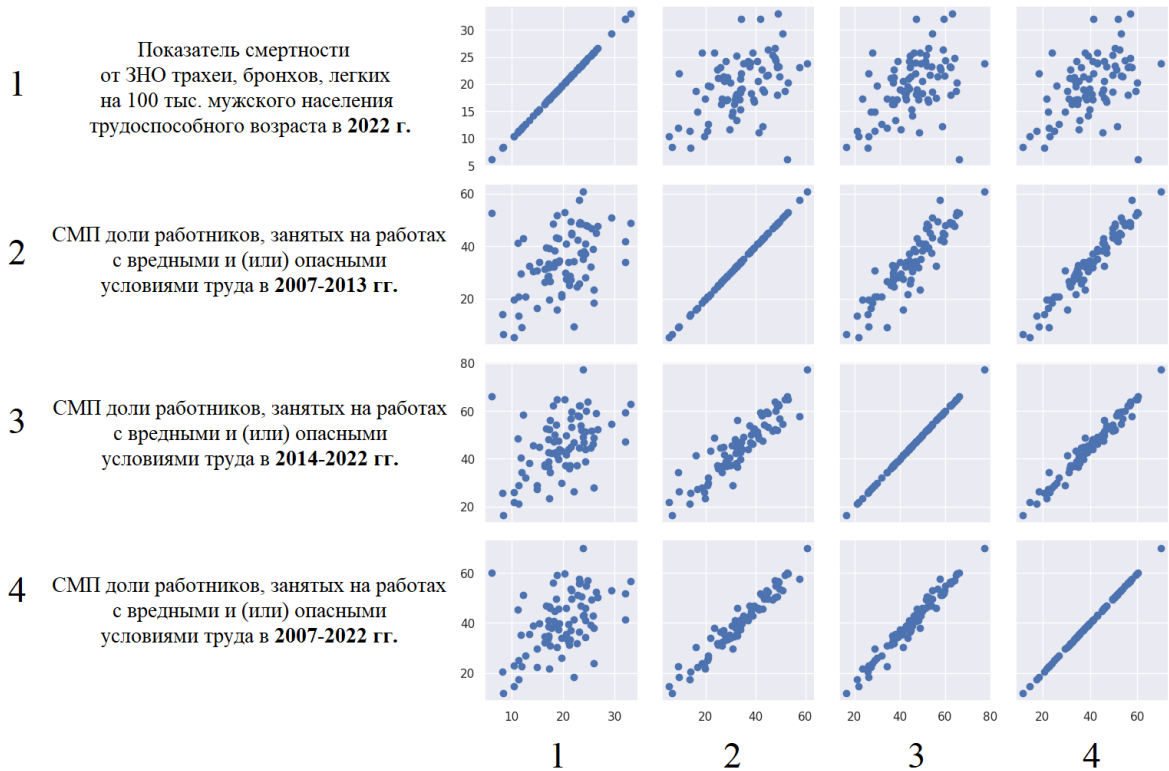 Показатель смертности
1
от ЗНО трахеи, бронхов, легких
на 100 тыс. мужского населения
трудоспособного возраста в 2022 г.
30
25
20
15
10
5
2
СМП доли работников, занятых на работах
с вредными и (или) опасными
условиями труда в 2007-2013 гг.
60
40
20
3
СМП доли работников, занятых на работах
с вредными и (или) опасными
условиями труда в 2014-2022 гг.
80
60
40
20
4
СМП доли работников, занятых на работах
с вредными и (или) опасными
условиями труда в 2007-2022 гг.
60
40
20
10 20 30 20 40 60 20 40 60 80 20 40 60
1 2 3 4